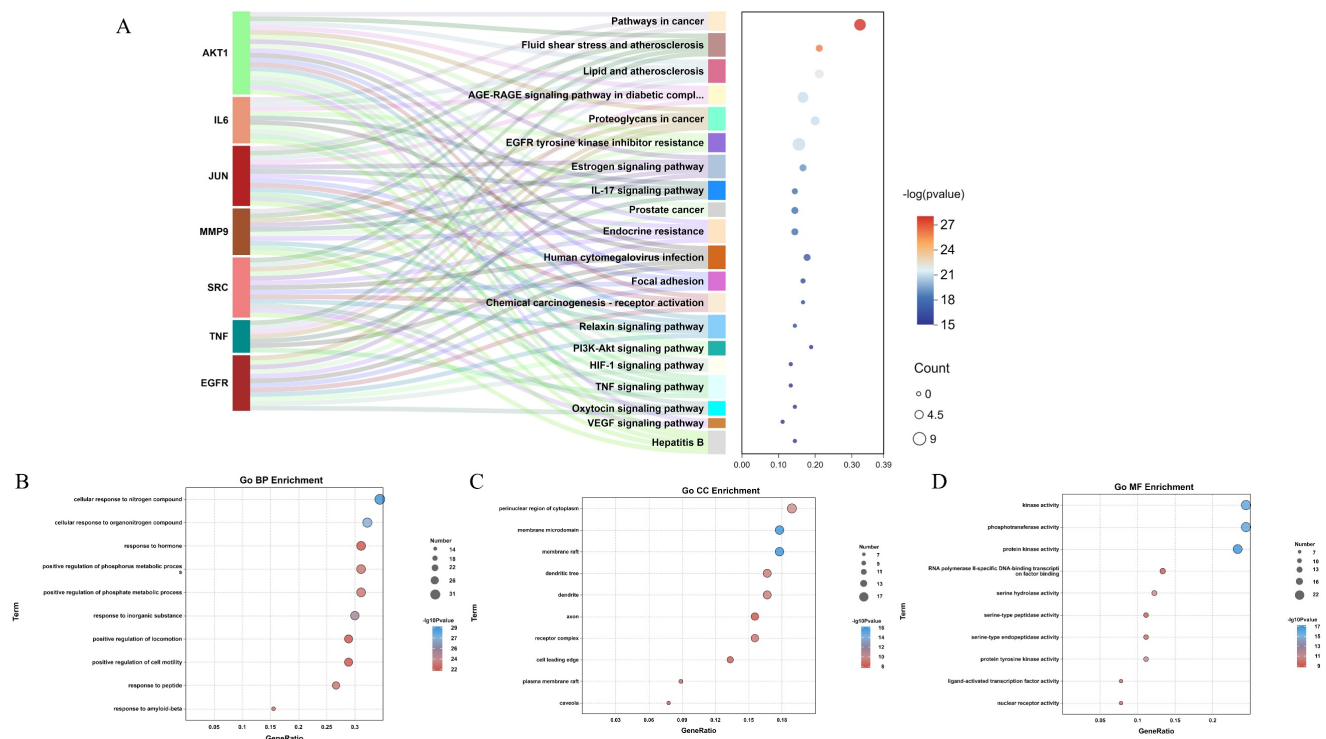 A
AKT1
IL6
JUN
MMP9
SRC
TNF
EGFR
Pathways in cancer
Fluid shear stress and atherosclerosis
Lipid and atherosclerosis
AGE-RAGE signaling pathway in diabetic compl...
Proteoglycans in cancer
EGFR tyrosine kinase inhibitor resistance
Estrogen signaling pathway
IL-17 signaling pathway
Prostate cancer
Endocrine resistance
Human cytomegalovirus infection
Focal adhesion
Chemical carcinogenesis - receptor activation
Relaxin signaling pathway
PI3K-Akt signaling pathway
HIF-1 signaling pathway
TNF signaling pathway
Oxytocin signaling pathway
VEGF signaling pathway
Hepatitis B
0.00 0.10 0.20 0.30 0.39
-log(pvalue)
27
24
21
18
15
Count
0
4.5
9
B
Go BP Enrichment
Term
cellular response to nitrogen compound
cellular response to organonitrogen compound
response to hormone
positive regulation of phosphorus metabolic proces
s
positive regulation of phosphate metabolic process
response to inorganic substance
positive regulation of locomotion
positive regulation of cell motility
response to peptide
response to amyloid-beta
0.05 0.1 0.15 0.2 0.25 0.3
GeneRatio
Number
14
18
22
26
31
-lg10Pvalue
29
27
26
24
22
C
Go CC Enrichment
Term
perinuclear region of cytoplasm
membrane microdomain
membrane raft
dendritic tree
dendrite
axon
receptor complex
cell leading edge
plasma membrane raft
caveola
0.03 0.06 0.09 0.12 0.15 0.18
GeneRatio
Number
7
9
11
13
17
-lg10Pvalue
16
14
12
10
8
D
Go MF Enrichment
Term
kinase activity
phosphotransferase activity
protein kinase activity
RNA polymerase II-specific DNA-binding transcripti
on factor binding
serine hydrolase activity
serine-type peptidase activity
serine-type endopeptidase activity
protein tyrosine kinase activity
ligand-activated transcription factor activity
nuclear receptor activity
0.05 0.1 0.15 0.2
GeneRatio
Number
7
10
13
16
22
-lg10Pvalue
17
15
13
11
9